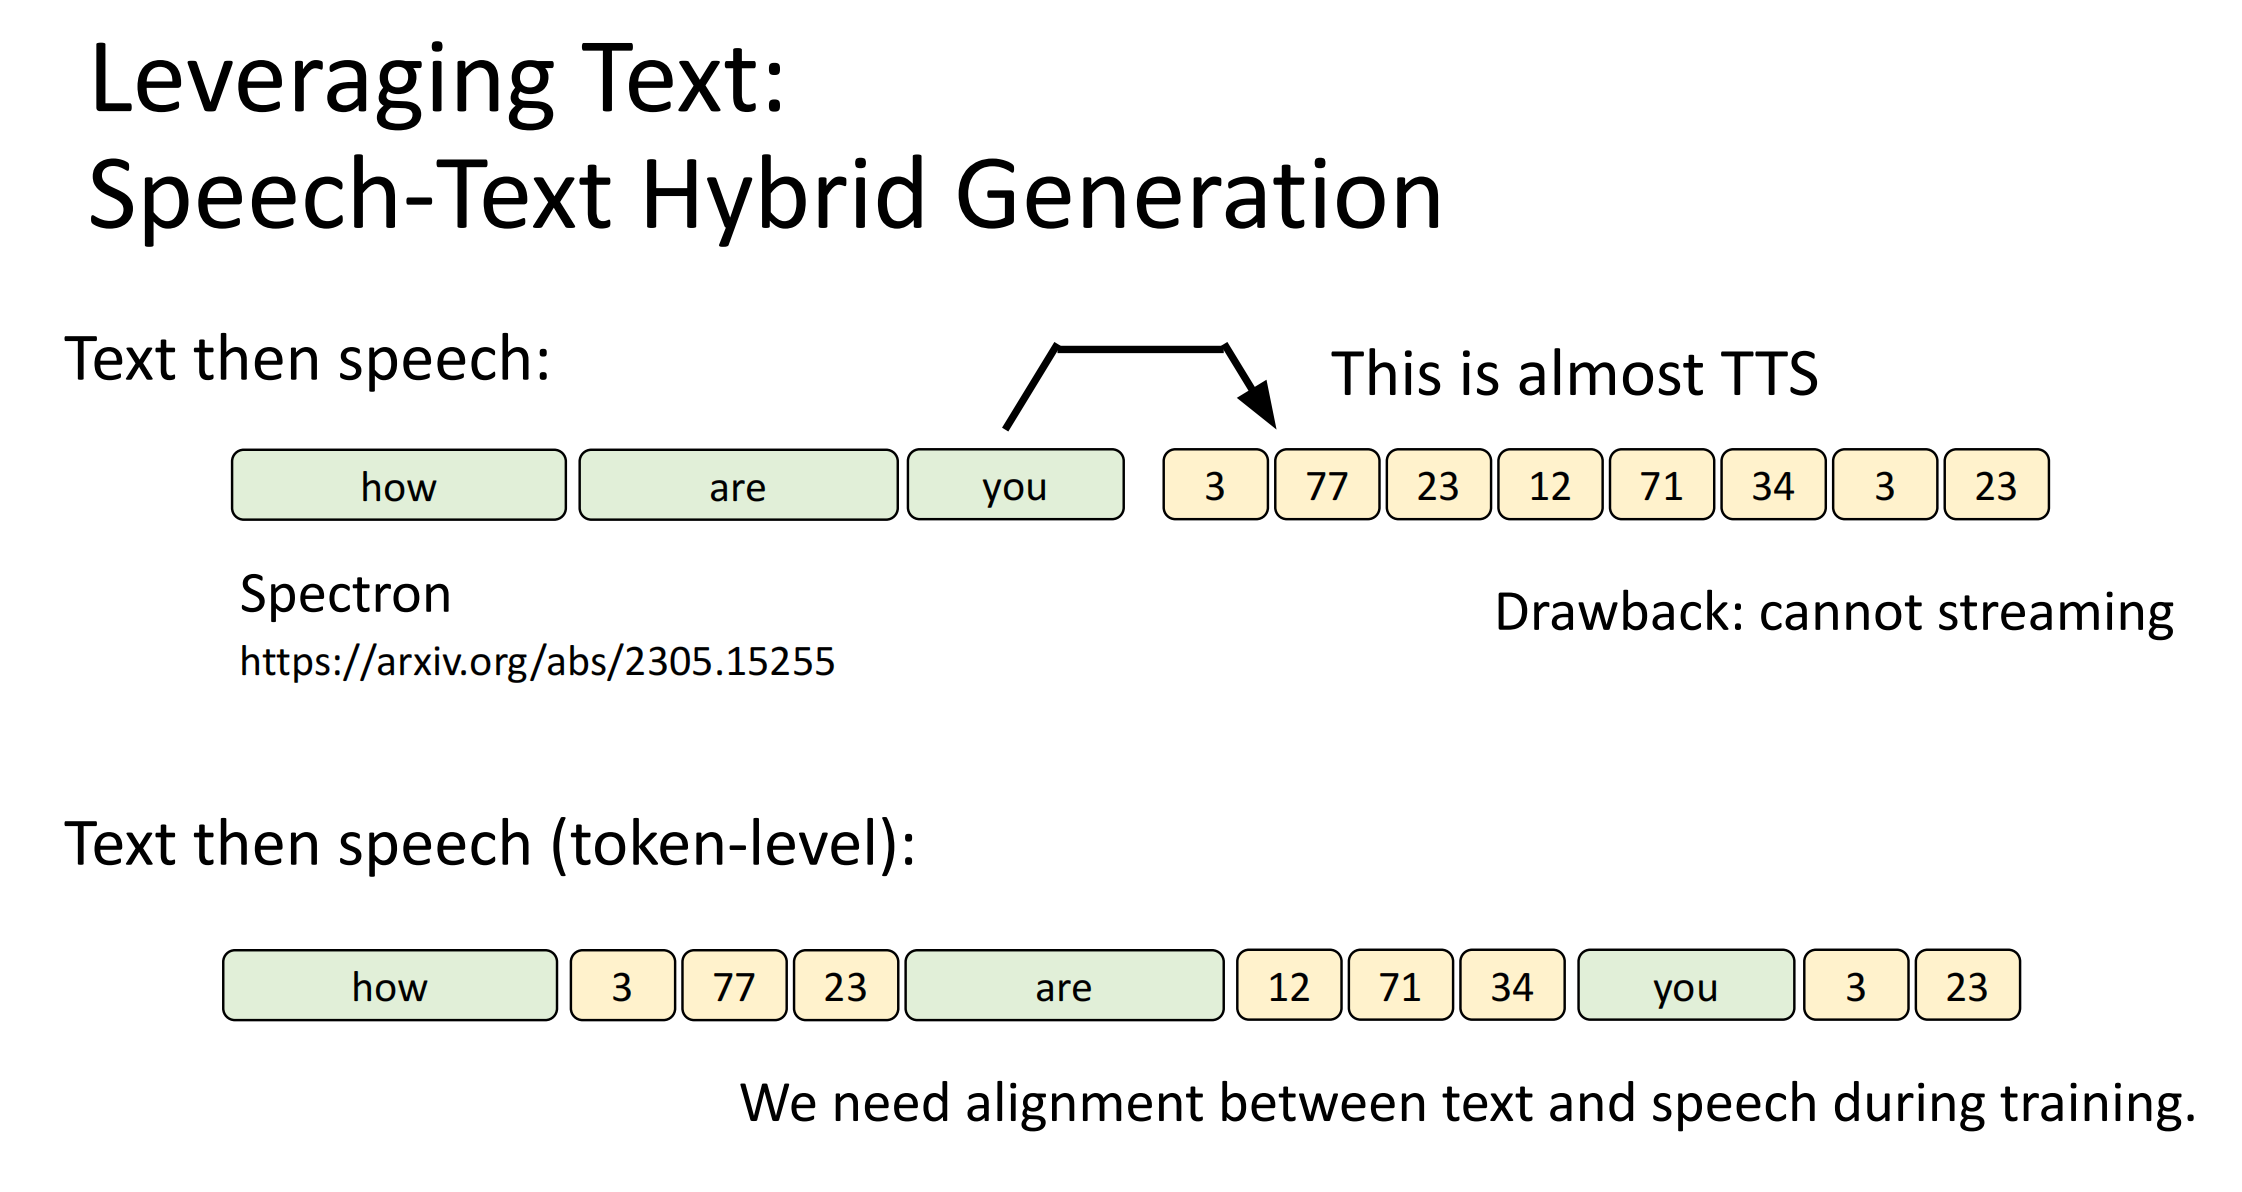 Leveraging Text:
Speech-Text Hybrid Generation
Text then speech:
This is almost TTS
how are you 3 77 23 12 71 34 3 23
Spectron
https://arxiv.org/abs/2305.15255
Drawback: cannot streaming
Text then speech (token-level):
how 3 77 23 are 12 71 34 you 3 23
We need alignment between text and speech during training.